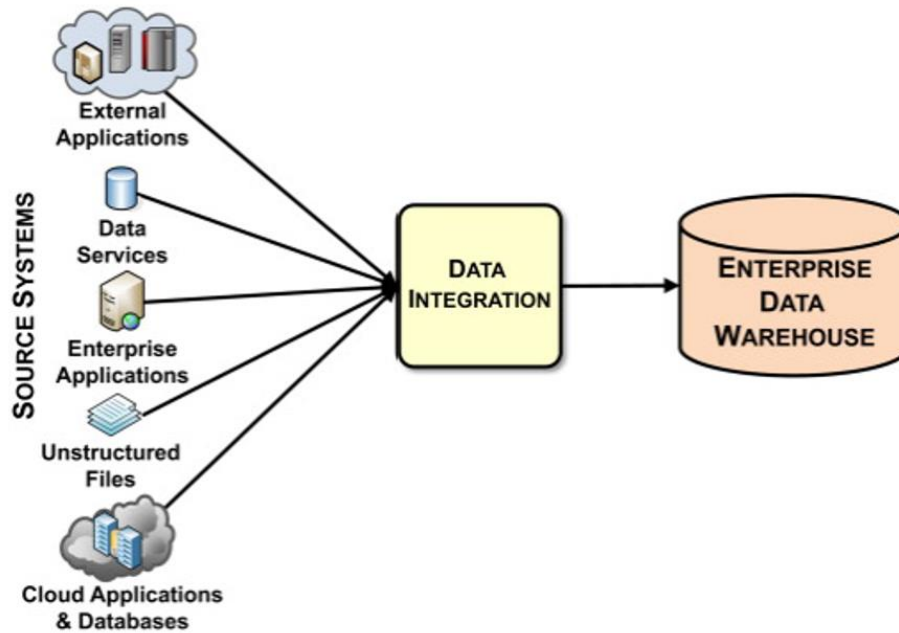 SOURCE SYSTEMS
External
Applications
Data
Services
Enterprise
Applications
Unstructured
Files
Cloud Applications
& Databases
DATA
INTEGRATION
ENTERPRISE
DATA
WAREHOUSE